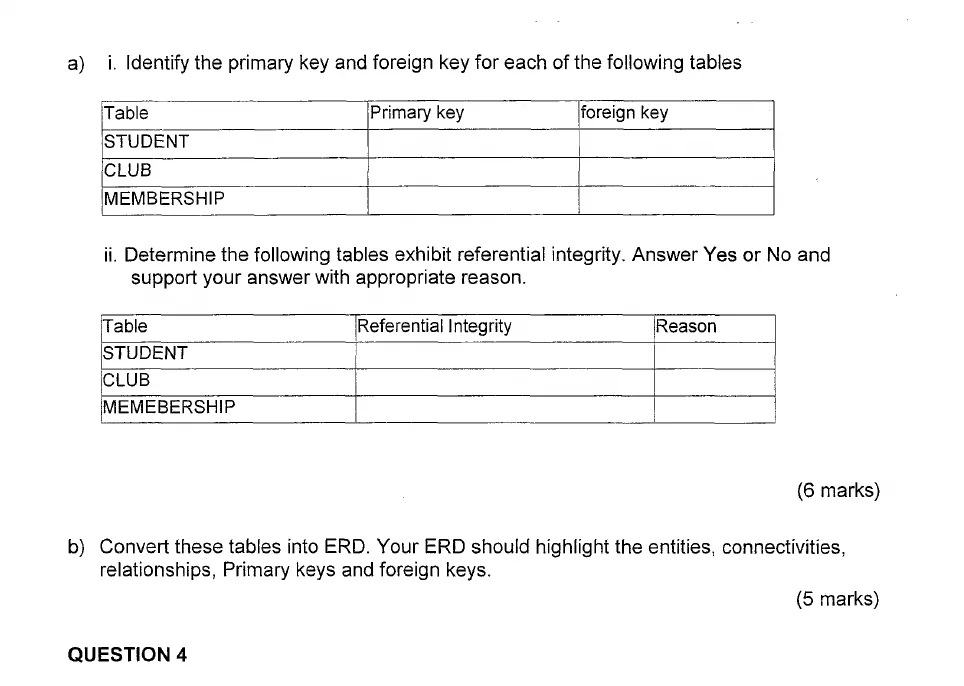 a) i. Identify the primary key and foreign key for each of the following tables
Table Primary key foreign key
STUDENT
CLUB
MEMBERSHIP
ii. Determine the following tables exhibit referential integrity. Answer Yes or No and
support your answer with appropriate reason.
Table Referential Integrity Reason
STUDENT
CLUB
MEMEBERSHIP
(6 marks)
b) Convert these tables into ERD. Your ERD should highlight the entities, connectivities,
relationships, Primary keys and foreign keys.
(5 marks)
QUESTION 4